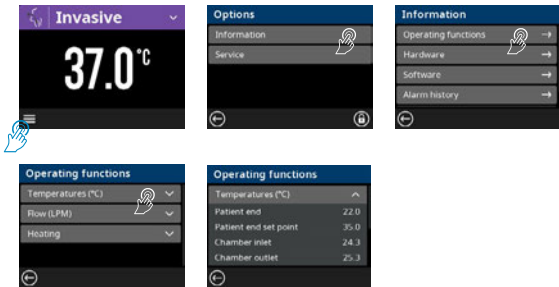 Invasive
37.0°C
Options
Information
Service
Information
Operating functions
Hardware
Software
Alarm history
Operating functions
Temperatures (°C)
Flow (LPM)
Heating
Operating functions
Temperatures (°C)
Patient end 22.0
Patient end set point 35.0
Chamber inlet 24.3
Chamber outlet 25.3